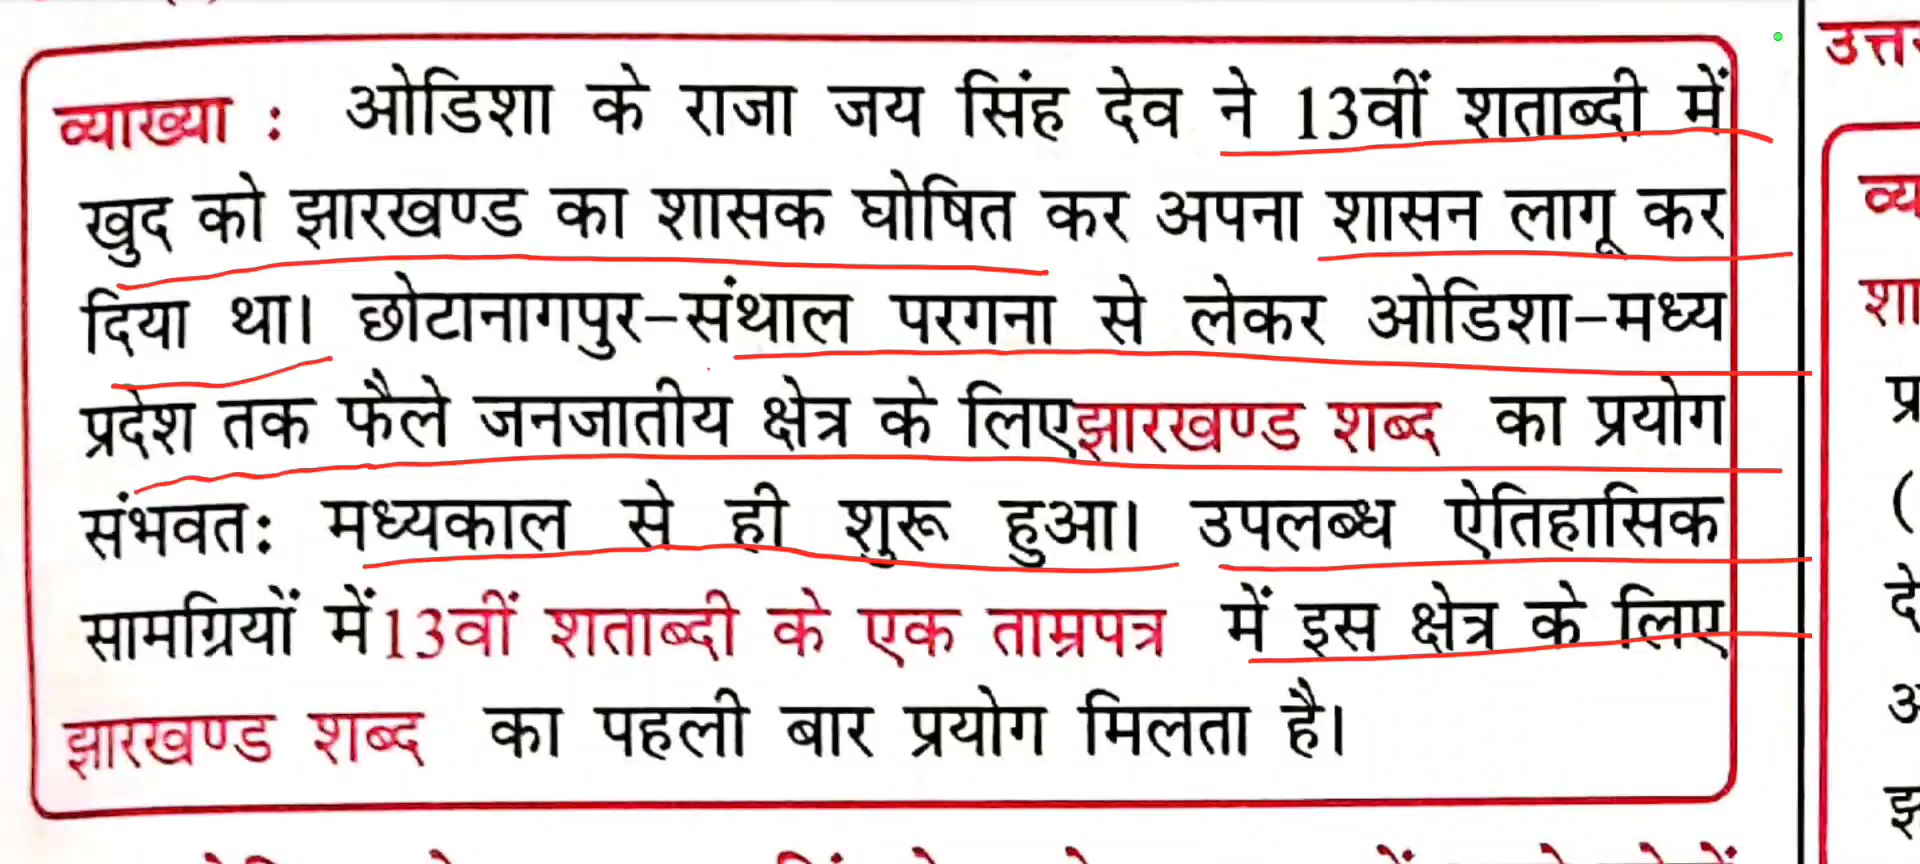 व्याख्या : ओडिशा के राजा जय सिंह देव ने 13वीं शताब्दी में
खुद को झारखण्ड का शासक घोषित कर अपना शासन लागू कर
दिया था। छोटानागपुर-संथाल परगना से लेकर ओडिशा-मध्य
प्रदेश तक फैले जनजातीय क्षेत्र के लिए झारखण्ड शब्द का प्रयोग
संभवतः मध्यकाल से ही शुरू हुआ। उपलब्ध ऐतिहासिक
सामग्रियों में 13वीं शताब्दी के एक ताम्रपत्र में इस क्षेत्र के लिए
झारखण्ड शब्द का पहली बार प्रयोग मिलता है।